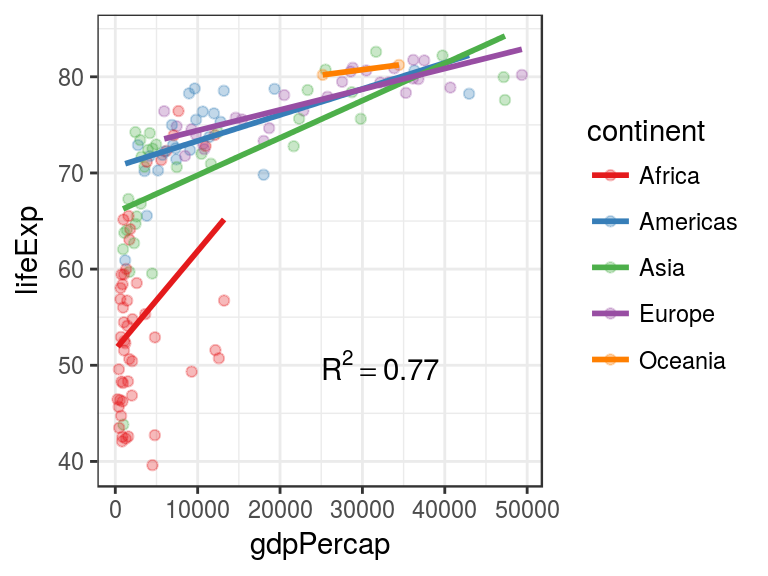 80
70
60
50
40
lifeExp
R² = 0.77
0 10000 20000 30000 40000 50000
gdpPercap
continent
Africa
Americas
Asia
Europe
Oceania